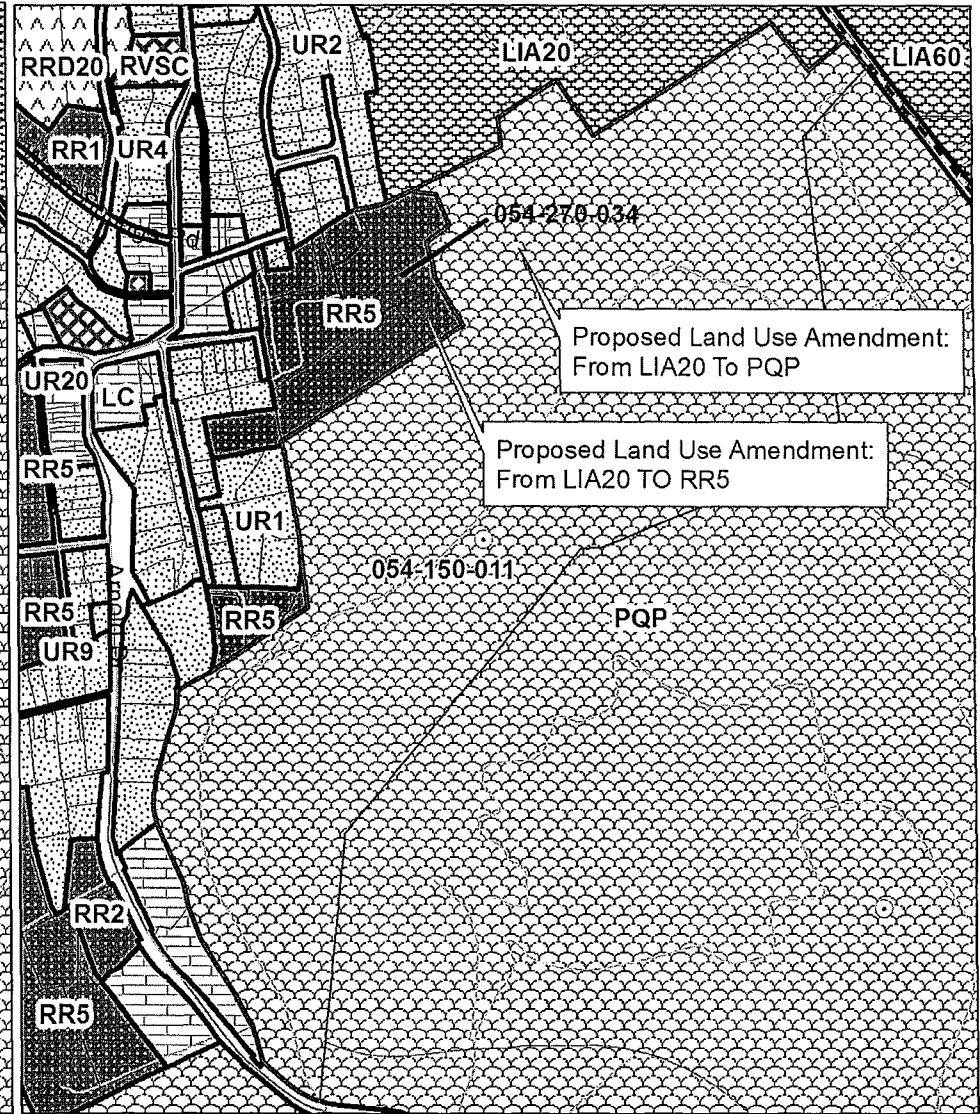 UR2
LIA20
LIA60
RRD20
RVSC
RR1
UR4
054-270-034
RR5
Proposed Land Use Amendment:
From LIA20 To PQP
UR20
LC
Proposed Land Use Amendment:
From LIA20 TO RR5
RR5
UR1
054-150-011
RR5
RR5
PQP
UR9
RR2
RR5